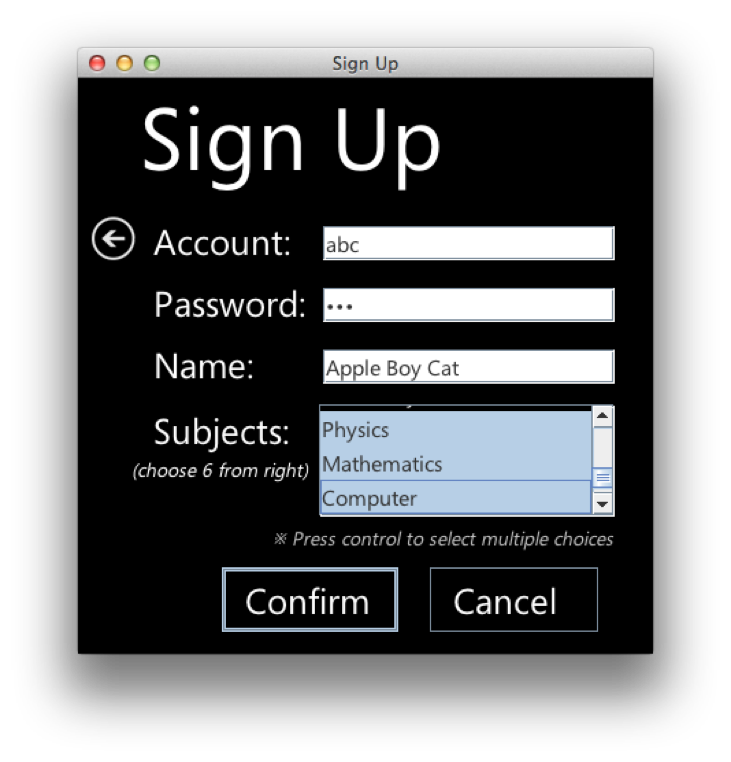 Sign Up
Sign Up
Account: abc
Password: •••
Name: Apple Boy Cat
Subjects: Physics
(choose 6 from right) Mathematics
Computer
※ Press control to select multiple choices
Confirm Cancel